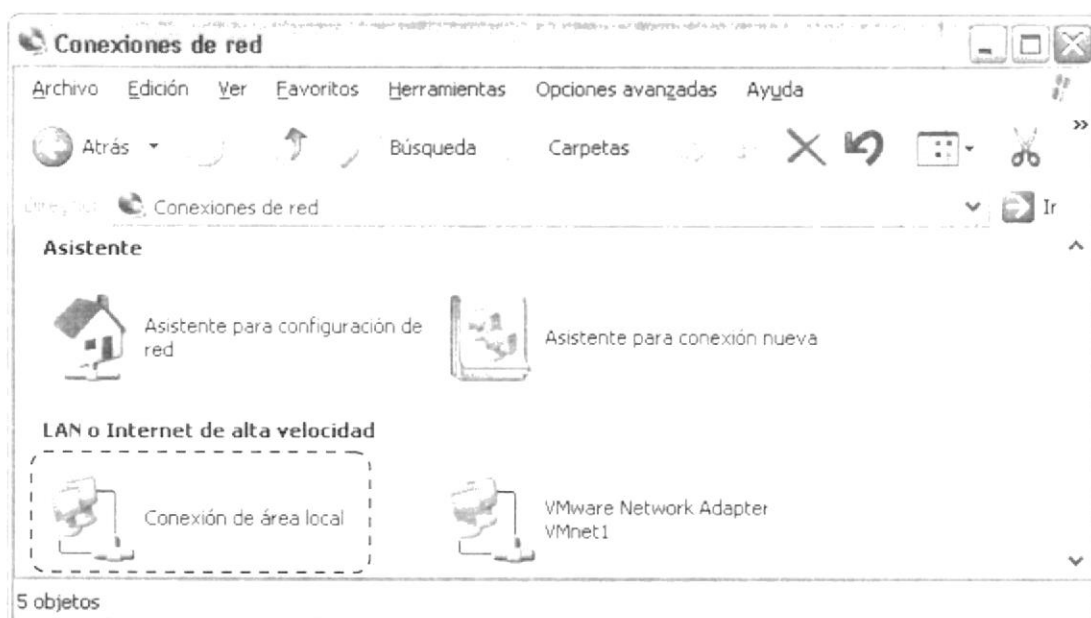 Conexiones de red
Archivo Edición Ver Favoritos Herramientas Opciones avanzadas Ayuda
Atrás Búsqueda Carpetas »
Conexiones de red Ir
Asistente
Asistente para configuración de
red
Asistente para conexión nueva
LAN o Internet de alta velocidad
Conexión de área local
VMware Network Adapter
VMnet1
5 objetos